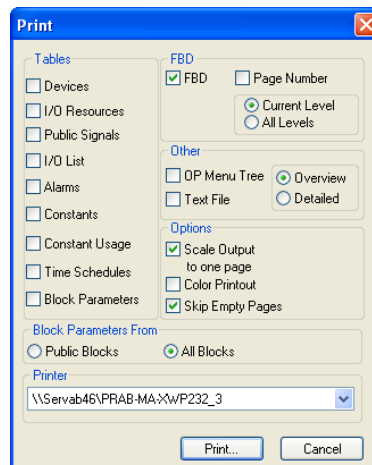 Print
Tables
Devices
I/O Resources
Public Signals
I/O List
Alarms
Constants
Constant Usage
Time Schedules
Block Parameters
FBD
FBD
Page Number
Current Level
All Levels
Other
OP Menu Tree
Text File
Overview
Detailed
Options
Scale Output
to one page
Color Printout
Skip Empty Pages
Block Parameters From
Public Blocks
All Blocks
Printer
\\Servab46\PRAB-MA-XWP232_3
Print...
Cancel